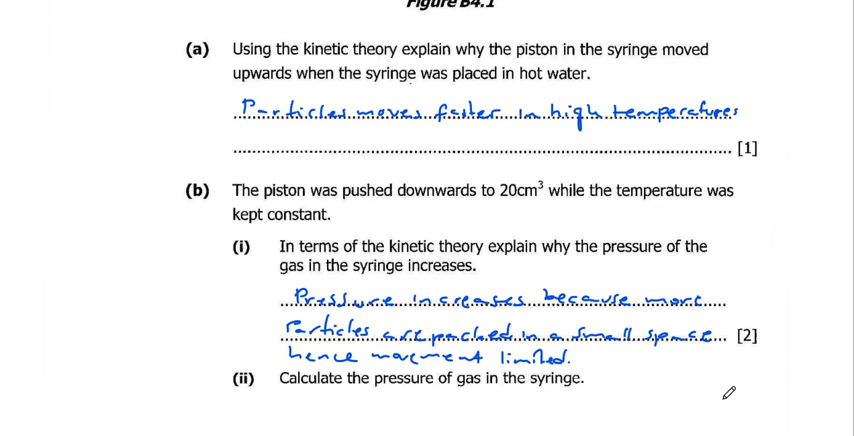 Figure B4.1
(a) Using the kinetic theory explain why the piston in the syringe moved
upwards when the syringe was placed in hot water.
Particles moves faster in high temperatures
[1]
(b) The piston was pushed downwards to 20cm³ while the temperature was
kept constant.
(i) In terms of the kinetic theory explain why the pressure of the
gas in the syringe increases.
Pressure increases because more
Particles are packed in a small space [2]
hence movement limited.
(ii) Calculate the pressure of gas in the syringe.